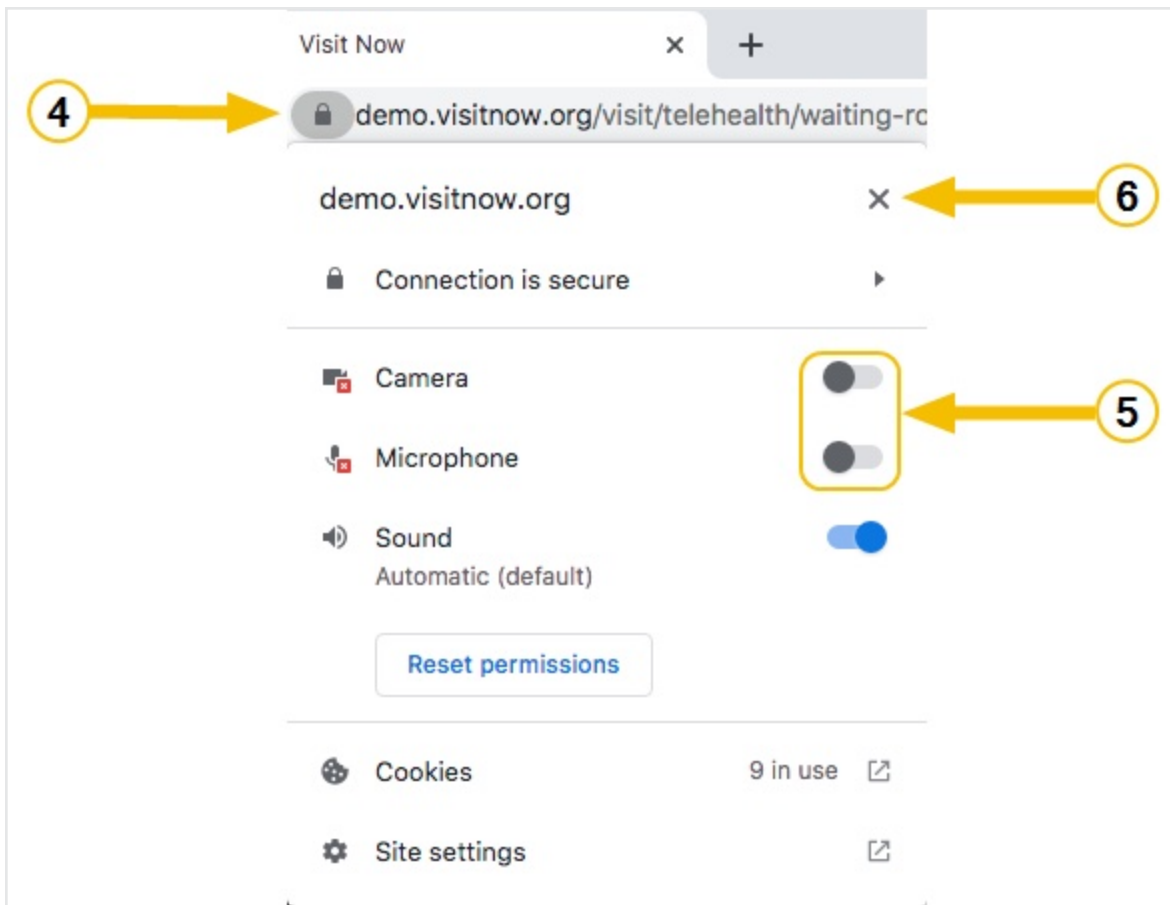 Visit Now
4
demo.visitnow.org/visit/telehealth/waiting-ro
demo.visitnow.org
6
Connection is secure
Camera
5
Microphone
Sound
Automatic (default)
Reset permissions
Cookies 9 in use
Site settings